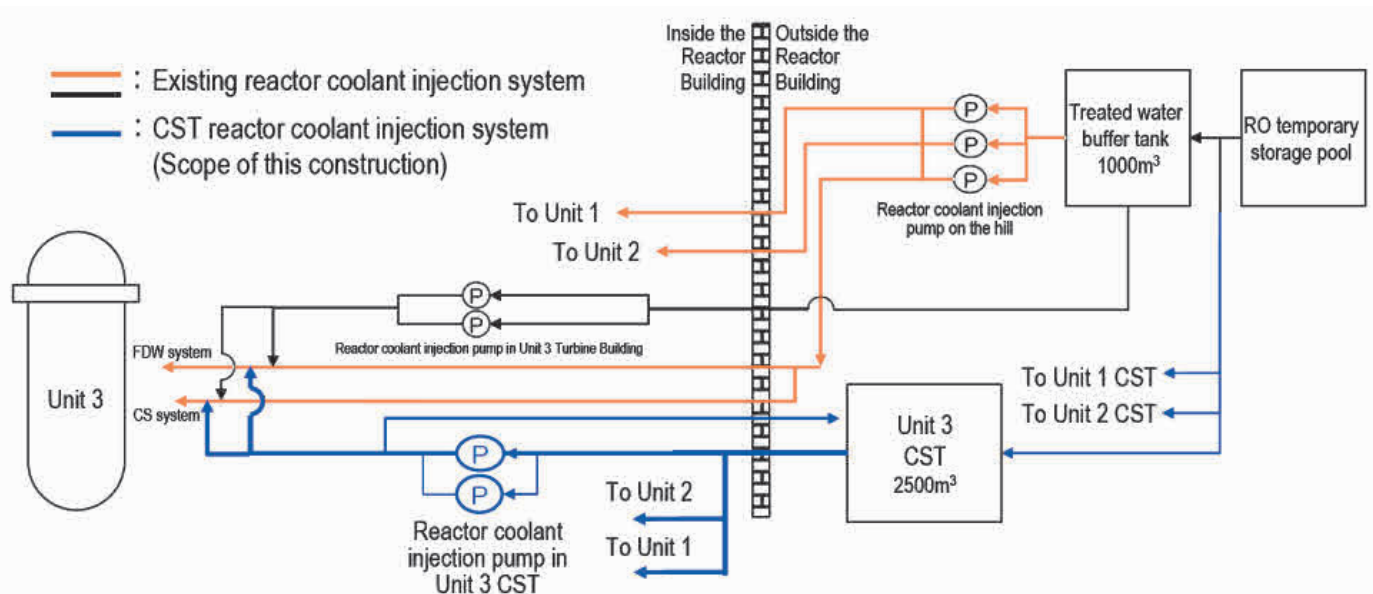 : Existing reactor coolant injection system
: CST reactor coolant injection system
(Scope of this construction)
Inside the
Reactor
Building
Outside the
Reactor
Building
P
P
P
Reactor coolant injection
pump on the hill
Treated water
buffer tank
1000m³
RO temporary
storage pool
To Unit 1
To Unit 2
P
P
Reactor coolant injection pump in Unit 3 Turbine Building
FDW system
CS system
Unit 3
To Unit 1 CST
To Unit 2 CST
Unit 3
CST
2500m³
P
P
Reactor coolant
injection pump in
Unit 3 CST
To Unit 2
To Unit 1